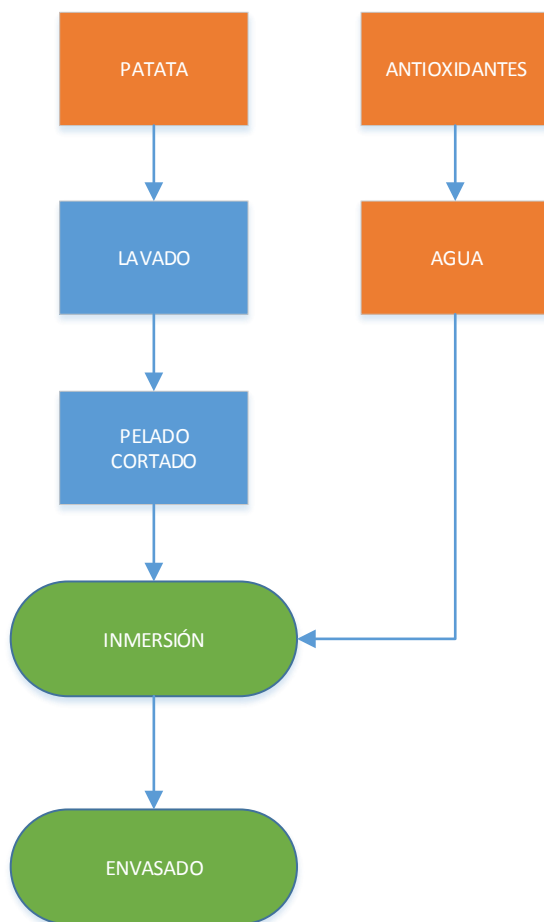 PATATA
ANTIOXIDANTES
LAVADO
AGUA
PELADO
CORTADO
INMERSIÓN
ENVASADO